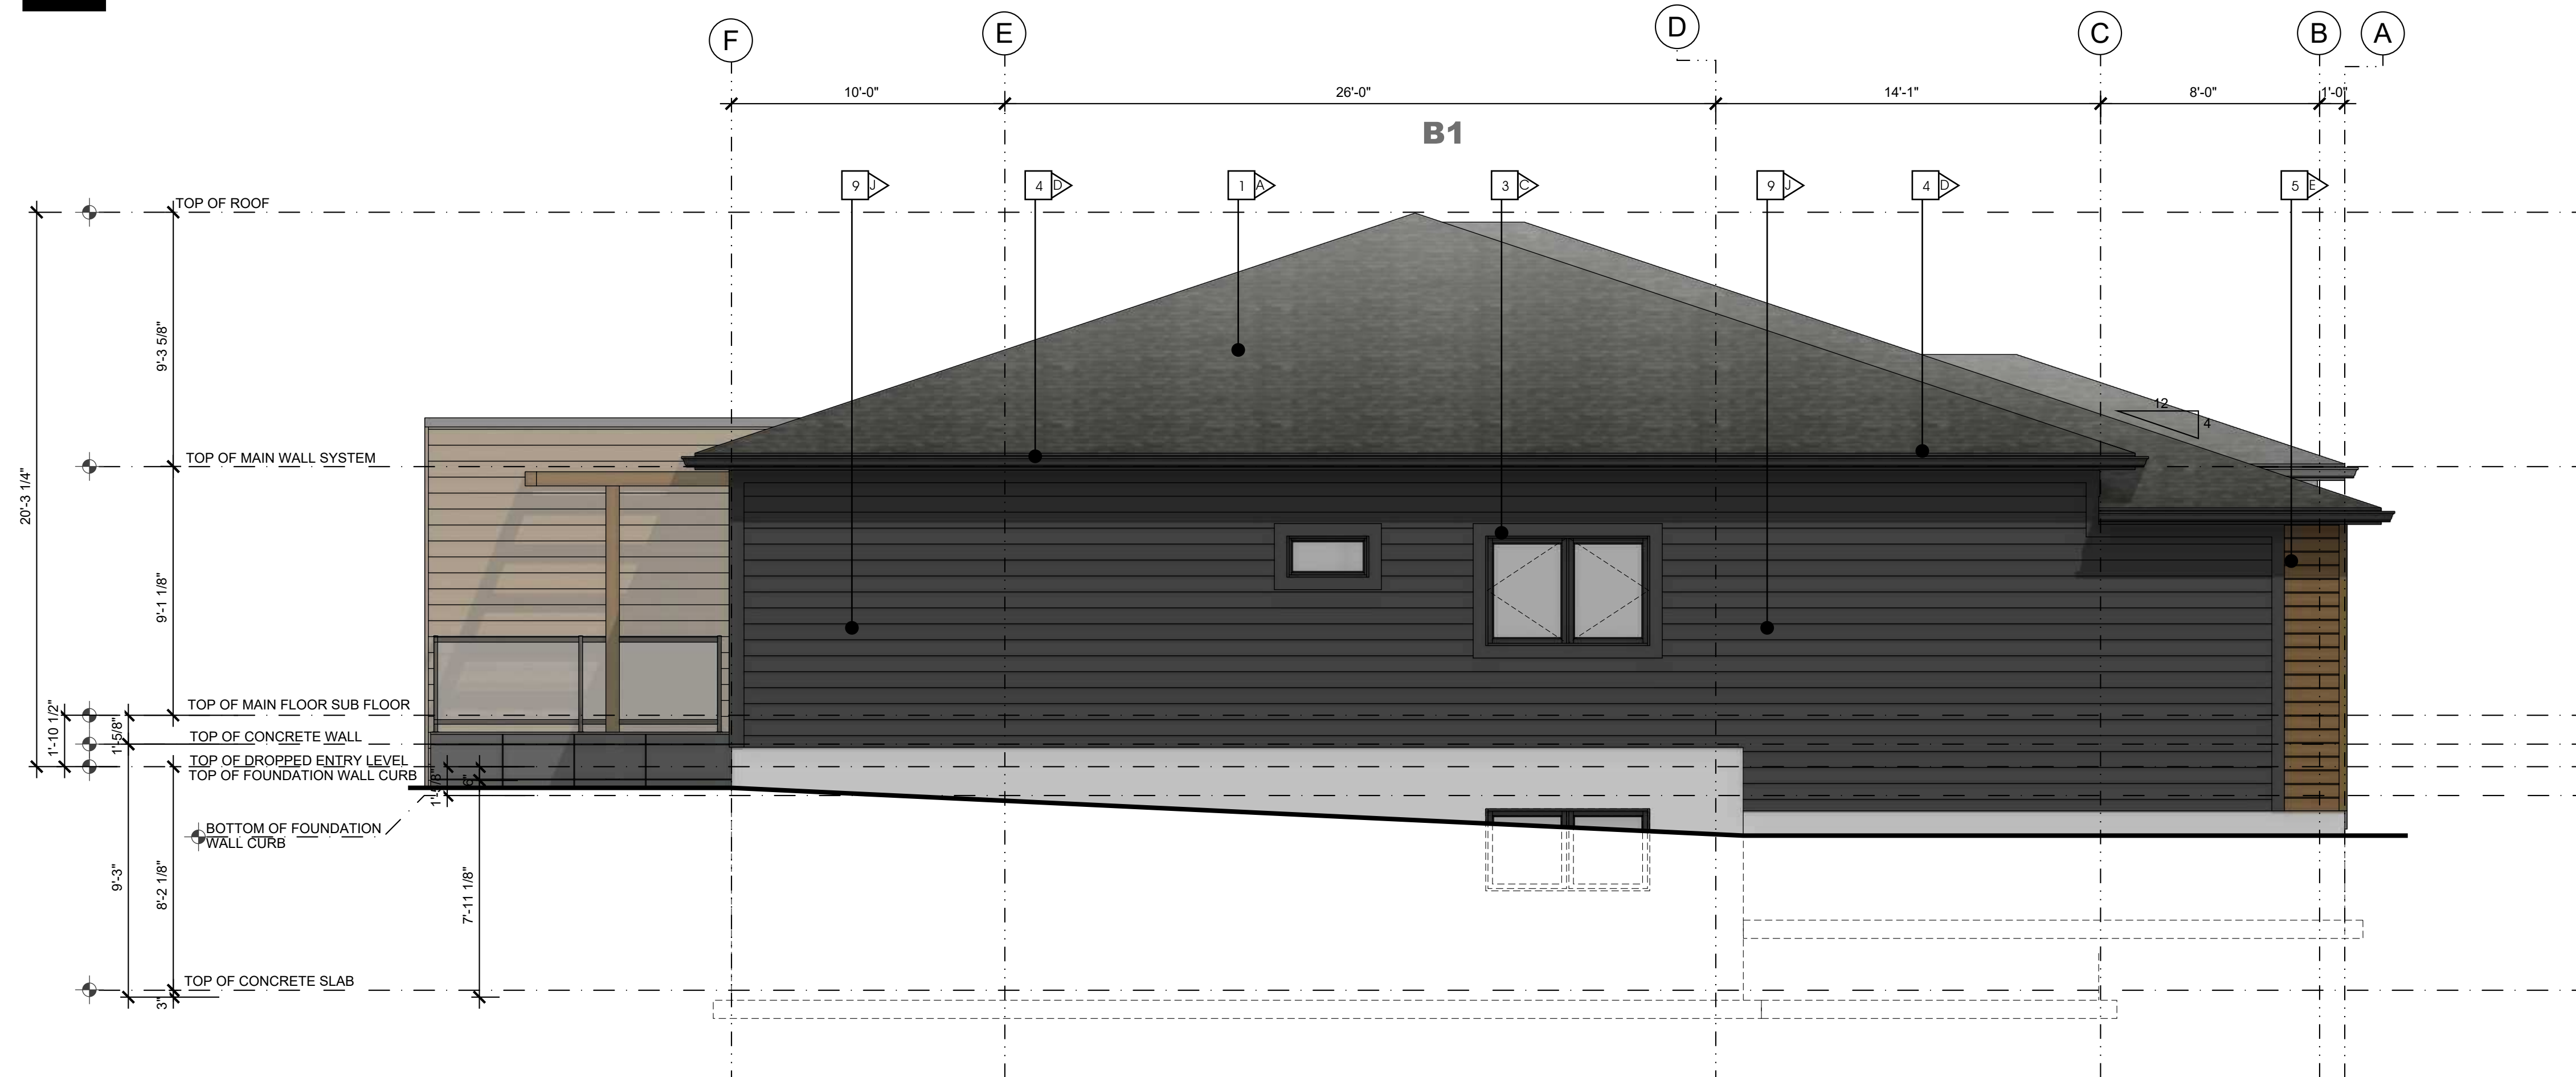 F
E
D
C
B
A
10'-0"
26'-0"
14'-1"
8'-0"
1'-0"
B1
9 J
4 D
1 A
3 C
9 J
4 D
5 E
TOP OF ROOF
9'-3 5/8"
12
4
TOP OF MAIN WALL SYSTEM
20'-3 1/4"
9'-1 1/8"
TOP OF MAIN FLOOR SUB FLOOR
1'-10 1/2"
1'-5/8"
TOP OF CONCRETE WALL
TOP OF DROPPED ENTRY LEVEL
TOP OF FOUNDATION WALL CURB
6"
BOTTOM OF FOUNDATION
WALL CURB
9'-3"
8'-2 1/8"
7'-11 1/8"
TOP OF CONCRETE SLAB
3"